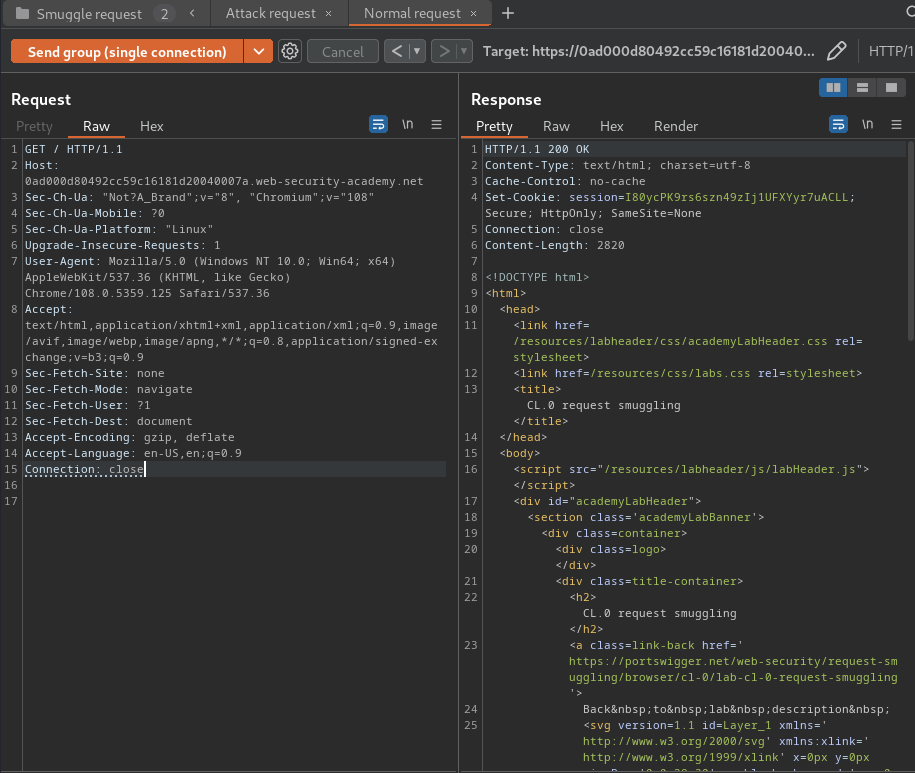 Smuggle request 2 < Attack request × Normal request × +
Send group (single connection) Cancel < > Target: https://0ad000d80492cc59c16181d20040... HTTP/1
Request
Pretty Raw Hex \n
1 GET / HTTP/1.1
2 Host:
0ad000d80492cc59c16181d20040007a.web-security-academy.net
3 Sec-Ch-Ua: "Not?A_Brand";v="8", "Chromium";v="108"
4 Sec-Ch-Ua-Mobile: ?0
5 Sec-Ch-Ua-Platform: "Linux"
6 Upgrade-Insecure-Requests: 1
7 User-Agent: Mozilla/5.0 (Windows NT 10.0; Win64; x64)
AppleWebKit/537.36 (KHTML, like Gecko)
Chrome/108.0.5359.125 Safari/537.36
8 Accept:
text/html,application/xhtml+xml,application/xml;q=0.9,image
/avif,image/webp,image/apng,*/*;q=0.8,application/signed-ex
change;v=b3;q=0.9
9 Sec-Fetch-Site: none
10 Sec-Fetch-Mode: navigate
11 Sec-Fetch-User: ?1
12 Sec-Fetch-Dest: document
13 Accept-Encoding: gzip, deflate
14 Accept-Language: en-US,en;q=0.9
15 Connection: close
16
17
Response
Pretty Raw Hex Render \n
1 HTTP/1.1 200 OK
2 Content-Type: text/html; charset=utf-8
3 Cache-Control: no-cache
4 Set-Cookie: session=I80ycPK9rs6szn49zIj1UFXYyr7uACLL;
Secure; HttpOnly; SameSite=None
5 Connection: close
6 Content-Length: 2820
7
8 <!DOCTYPE html>
9 <html>
10 <head>
11 <link href=
/resources/labheader/css/academyLabHeader.css rel=
stylesheet>
12 <link href=/resources/css/labs.css rel=stylesheet>
13 <title>
CL.0 request smuggling
</title>
14 </head>
15 <body>
16 <script src="/resources/labheader/js/labHeader.js">
</script>
17 <div id="academyLabHeader">
18 <section class='academyLabBanner'>
19 <div class=container>
20 <div class=logo>
</div>
21 <div class=title-container>
22 <h2>
CL.0 request smuggling
</h2>
23 <a class=link-back href='
https://portswigger.net/web-security/request-sm
uggling/browser/cl-0/lab-cl-0-request-smuggling
'>
24 Back&nbsp;to&nbsp;lab&nbsp;description&nbsp;
25 <svg version=1.1 id=Layer_1 xmlns='
http://www.w3.org/2000/svg' xmlns:xlink='
http://www.w3.org/1999/xlink' x=0px y=0px